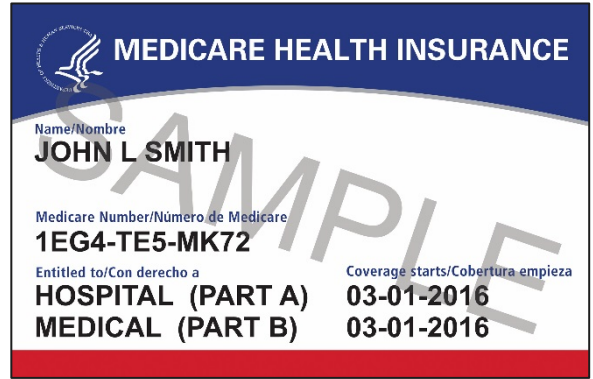 MEDICARE HEALTH INSURANCE
Name/Nombre
JOHN L SMITH
Medicare Number/Número de Medicare
1EG4-TE5-MK72
Entitled to/Con derecho a
Coverage starts/Cobertura empieza
HOSPITAL (PART A) 03-01-2016
MEDICAL (PART B) 03-01-2016
SAMPLE